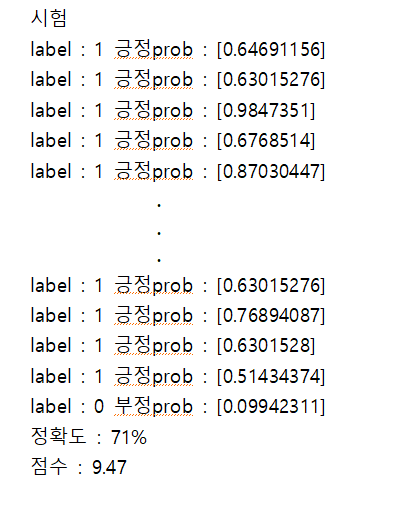 시험
label : 1 긍정prob : [0.64691156]
label : 1 긍정prob : [0.63015276]
label : 1 긍정prob : [0.9847351]
label : 1 긍정prob : [0.6768514]
label : 1 긍정prob : [0.87030447]
.
.
.
label : 1 긍정prob : [0.63015276]
label : 1 긍정prob : [0.76894087]
label : 1 긍정prob : [0.6301528]
label : 1 긍정prob : [0.51434374]
label : 0 부정prob : [0.09942311]
정확도 : 71%
점수 : 9.47